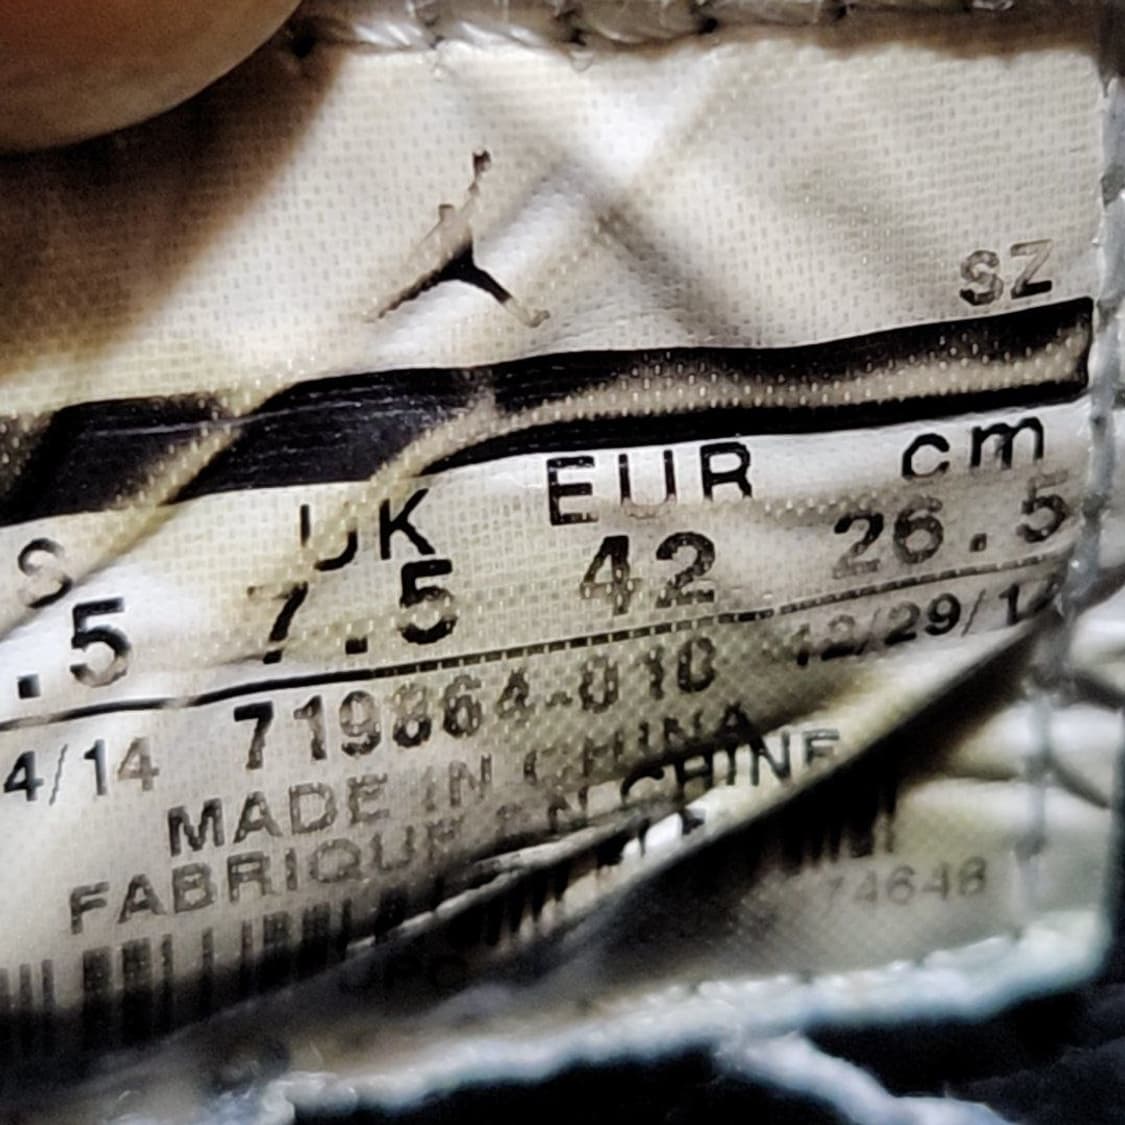 SZ
S UK EUR cm
.5 7.5 42 26.5
4/14 719864-010 12/29/14
MADE IN CHINA
FABRIQUE EN CHINE
74648
UPC